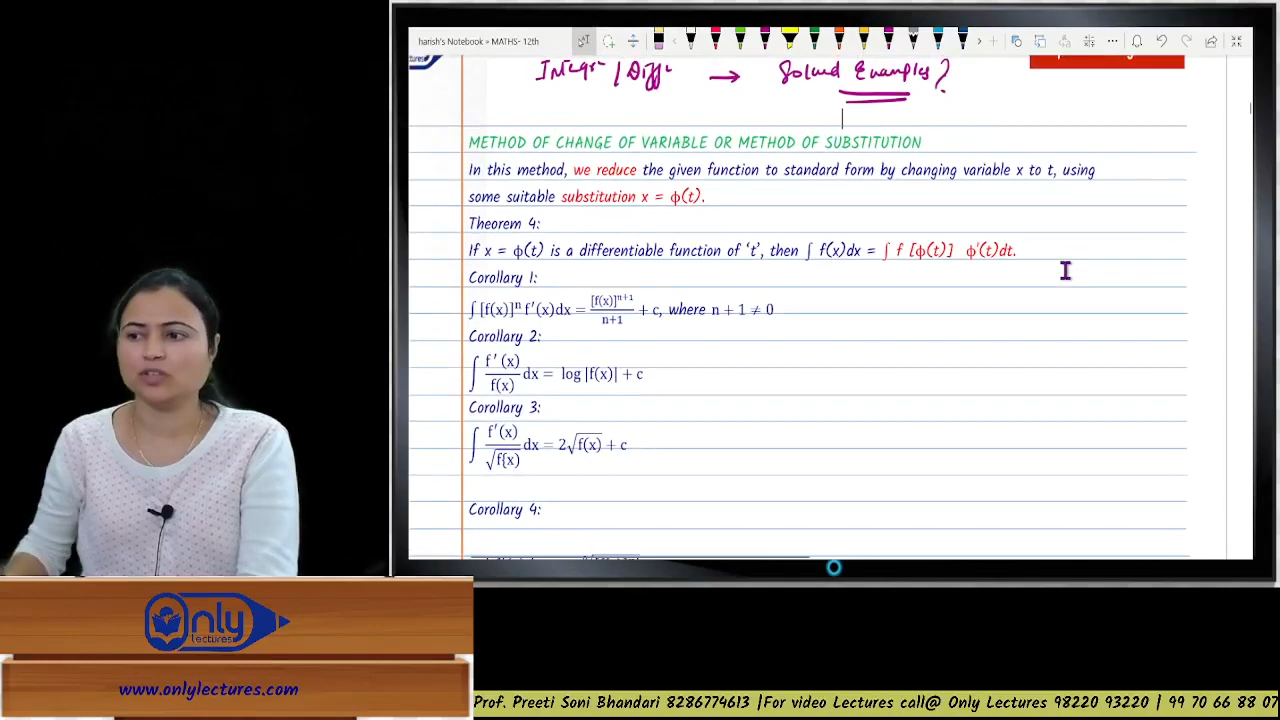 harish's Notebook » MATHS- 12th
/ Diff → Solved Examples?
METHOD OF CHANGE OF VARIABLE OR METHOD OF SUBSTITUTION
In this method, we reduce the given function to standard form by changing variable x to t, using
some suitable substitution x = ϕ(t).
Theorem 4:
If x = ϕ(t) is a differentiable function of ‘t’, then ∫ f(x)dx = ∫ f [ϕ(t)] ϕ'(t)dt.
Corollary 1:
∫ [f(x)]ⁿ f′(x)dx = [f(x)]ⁿ⁺¹ / n+1 + c, where n + 1 ≠ 0
Corollary 2:
∫ f′(x) / f(x) dx = log |f(x)| + c
Corollary 3:
∫ f′(x) / √f(x) dx = 2√f(x) + c
Corollary 4:
Only
lectures
www.onlylectures.com
Prof. Preeti Soni Bhandari 8286774613 |For video Lectures call@ Only Lectures 98220 93220 | 99 70 66 88 07